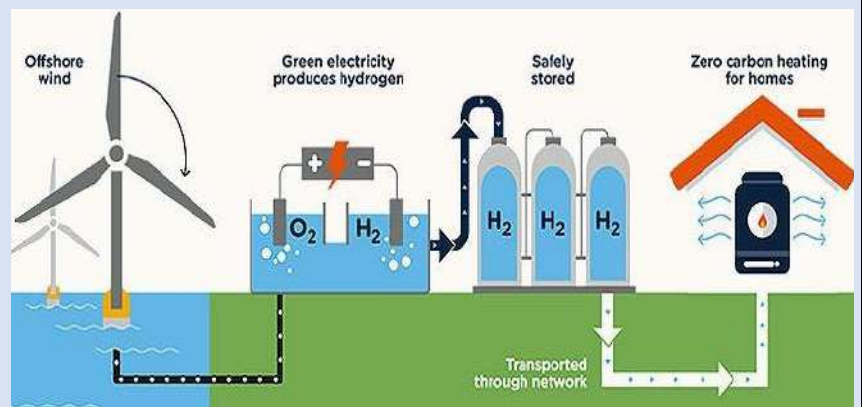 Offshore
wind
Green electricity
produces hydrogen
Safely
stored
Zero carbon heating
for homes
+ -
O₂ H₂
H₂ H₂ H₂
Transported
through network